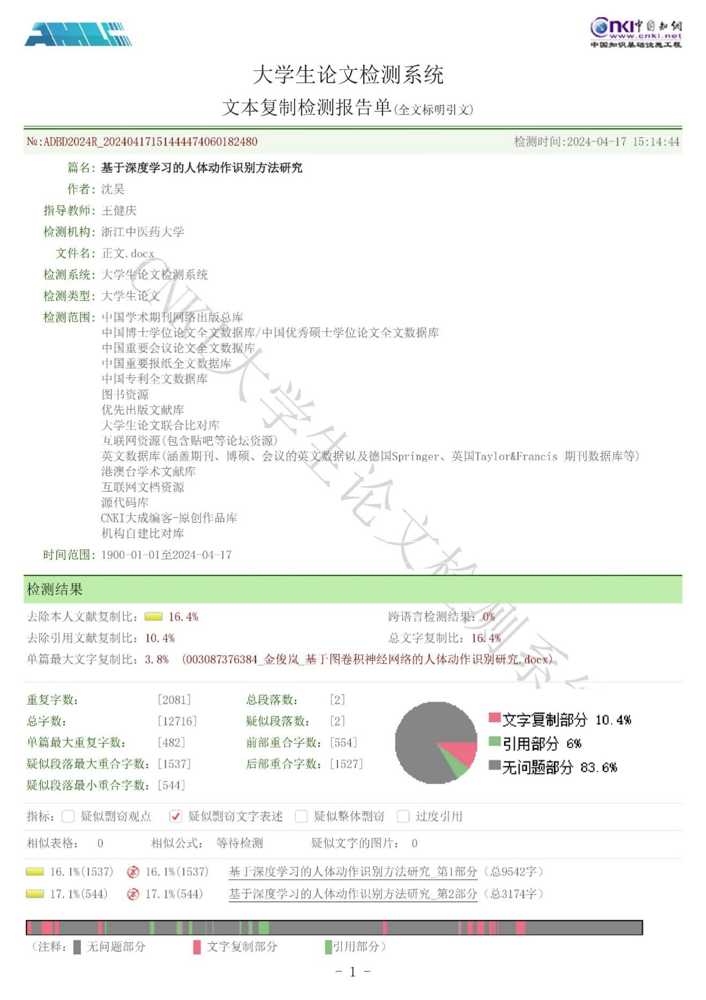 AMLC
cnki中国知网
www.cnki.net
中国知识基础设施工程
大学生论文检测系统
文本复制检测报告单(全文标明引文)
№:ADBD2024R_20240417151444474060182480 检测时间:2024-04-17 15:14:44
篇名: 基于深度学习的人体动作识别方法研究
作者: 沈昊
指导教师: 王健庆
检测机构: 浙江中医药大学
文件名: 正文.docx
检测系统: 大学生论文检测系统
检测类型: 大学生论文
检测范围: 中国学术期刊网络出版总库
中国博士学位论文全文数据库/中国优秀硕士学位论文全文数据库
中国重要会议论文全文数据库
中国重要报纸全文数据库
中国专利全文数据库
图书资源
优先出版文献库
大学生论文联合比对库
互联网资源(包含贴吧等论坛资源)
英文数据库(涵盖期刊、博硕、会议的英文数据以及德国Springer、英国Taylor&Francis 期刊数据库等)
港澳台学术文献库
互联网文档资源
源代码库
CNKI大成编客-原创作品库
机构自建比对库
时间范围: 1900-01-01至2024-04-17
CNKI大学生论文检测系统
检测结果
去除本人文献复制比: 16.4% 跨语言检测结果: 0%
去除引用文献复制比: 10.4% 总文字复制比: 16.4%
单篇最大文字复制比: 3.8% (003087376384_金俊岚_基于图卷积神经网络的人体动作识别研究.docx)
重复字数: [2081] 总段落数: [2]
总字数: [12716] 疑似段落数: [2]
单篇最大重复字数: [482] 前部重合字数: [554]
疑似段落最大重合字数: [1537] 后部重合字数: [1527]
疑似段落最小重合字数: [544]
文字复制部分 10.4%
引用部分 6%
无问题部分 83.6%
指标: 疑似剽窃观点 疑似剽窃文字表述 疑似整体剽窃 过度引用
相似表格: 0 相似公式: 等待检测 疑似文字的图片: 0
16.1%(1537) 本 16.1%(1537) 基于深度学习的人体动作识别方法研究_第1部分 (总9542字)
17.1%(544) 本 17.1%(544) 基于深度学习的人体动作识别方法研究_第2部分 (总3174字)
(注释: 无问题部分 文字复制部分 引用部分)
- 1 -